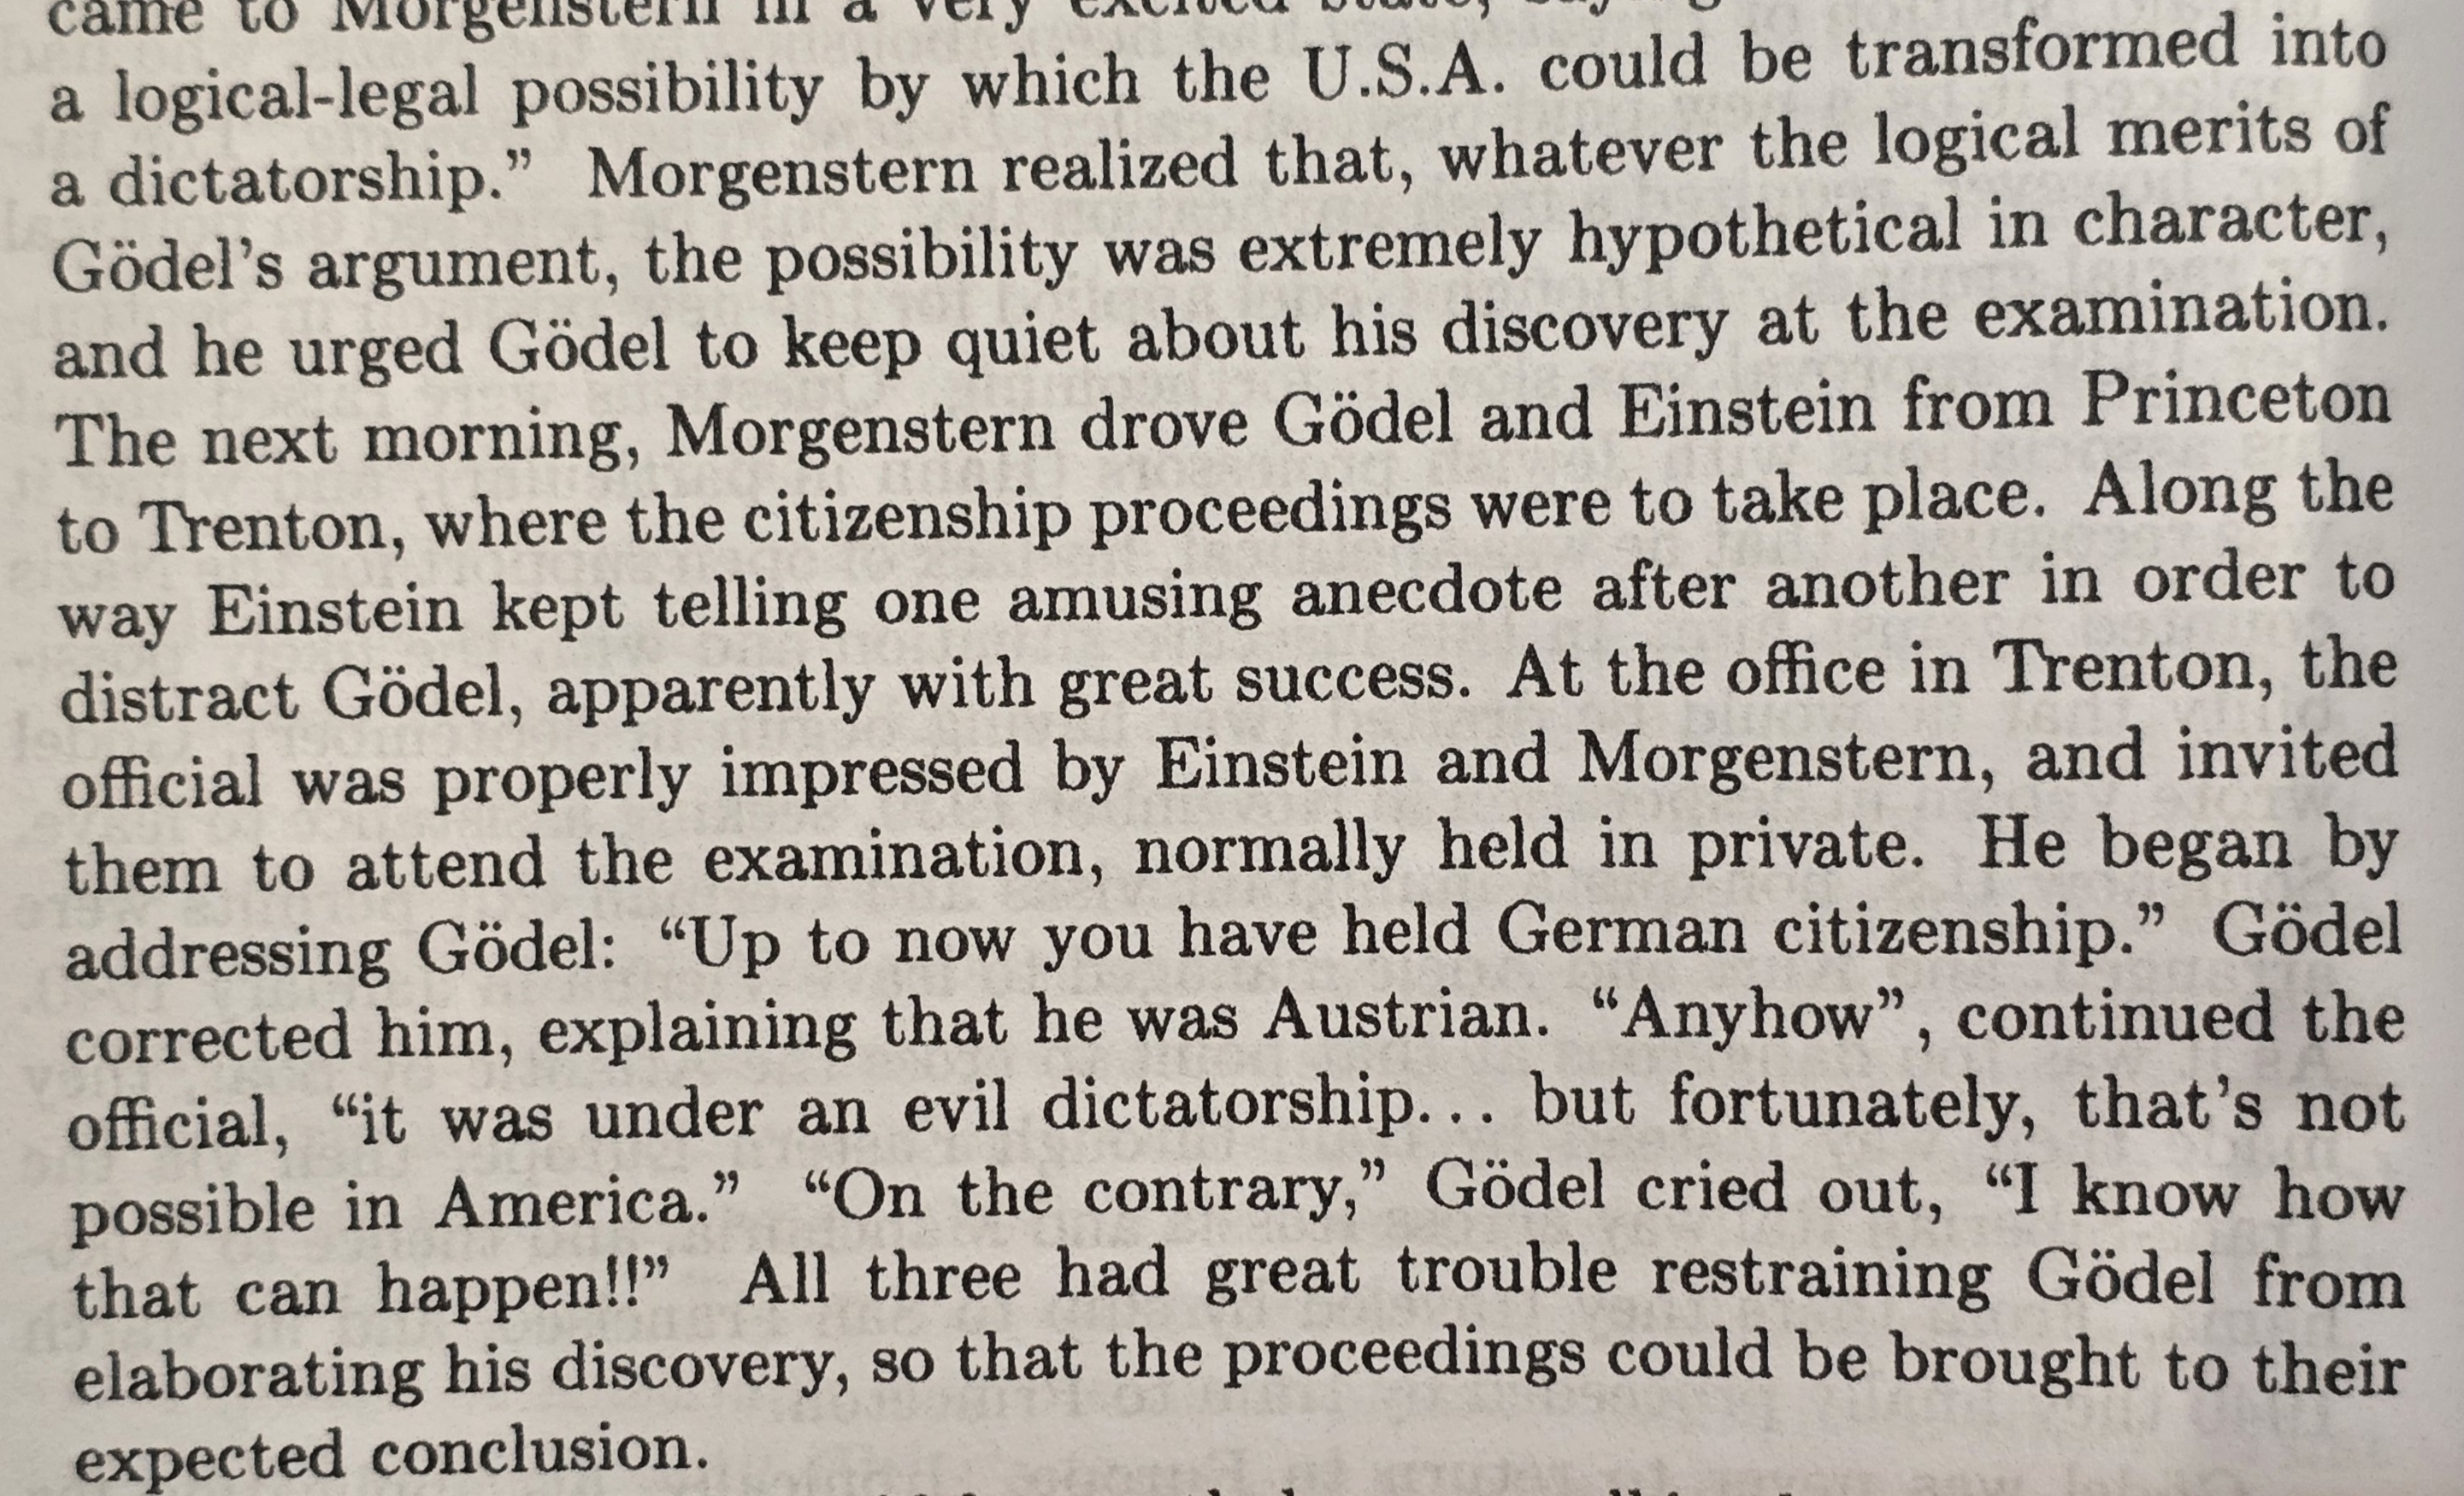 came to Morgenstern in a very excited state,
a logical-legal possibility by which the U.S.A. could be transformed into
a dictatorship.” Morgenstern realized that, whatever the logical merits of
Gödel’s argument, the possibility was extremely hypothetical in character,
and he urged Gödel to keep quiet about his discovery at the examination.
The next morning, Morgenstern drove Gödel and Einstein from Princeton
to Trenton, where the citizenship proceedings were to take place. Along the
way Einstein kept telling one amusing anecdote after another in order to
distract Gödel, apparently with great success. At the office in Trenton, the
official was properly impressed by Einstein and Morgenstern, and invited
them to attend the examination, normally held in private. He began by
addressing Gödel: “Up to now you have held German citizenship.” Gödel
corrected him, explaining that he was Austrian. “Anyhow”, continued the
official, “it was under an evil dictatorship... but fortunately, that’s not
possible in America.” “On the contrary,” Gödel cried out, “I know how
that can happen!!” All three had great trouble restraining Gödel from
elaborating his discovery, so that the proceedings could be brought to their
expected conclusion.